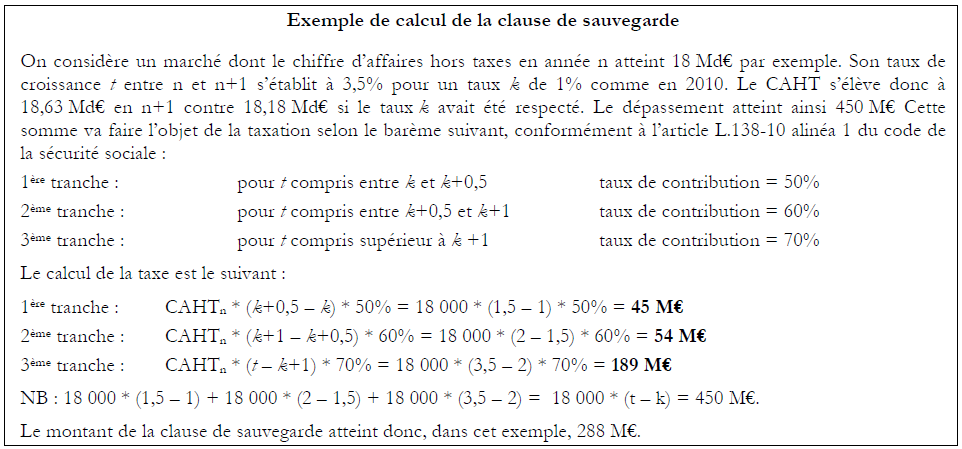 Exemple de calcul de la clause de sauvegarde
On considère un marché dont le chiffre d’affaires hors taxes en année n atteint 18 Md€ par exemple. Son taux de
croissance t entre n et n+1 s’établit à 3,5% pour un taux k de 1% comme en 2010. Le CAHT s’élève donc à
18,63 Md€ en n+1 contre 18,18 Md€ si le taux k avait été respecté. Le dépassement atteint ainsi 450 M€ Cette
somme va faire l’objet de la taxation selon le barème suivant, conformément à l’article L.138-10 alinéa 1 du code de
la sécurité sociale :
1ère tranche : pour t compris entre k et k+0,5 taux de contribution = 50%
2ème tranche : pour t compris entre k+0,5 et k+1 taux de contribution = 60%
3ème tranche : pour t compris supérieur à k +1 taux de contribution = 70%
Le calcul de la taxe est le suivant :
1ère tranche : CAHTn * (k+0,5 – k) * 50% = 18 000 * (1,5 – 1) * 50% = 45 M€
2ème tranche : CAHTn * (k+1 – k+0,5) * 60% = 18 000 * (2 – 1,5) * 60% = 54 M€
3ème tranche : CAHTn * (t – k+1) * 70% = 18 000 * (3,5 – 2) * 70% = 189 M€
NB : 18 000 * (1,5 – 1) + 18 000 * (2 – 1,5) + 18 000 * (3,5 – 2) = 18 000 * (t – k) = 450 M€.
Le montant de la clause de sauvegarde atteint donc, dans cet exemple, 288 M€.